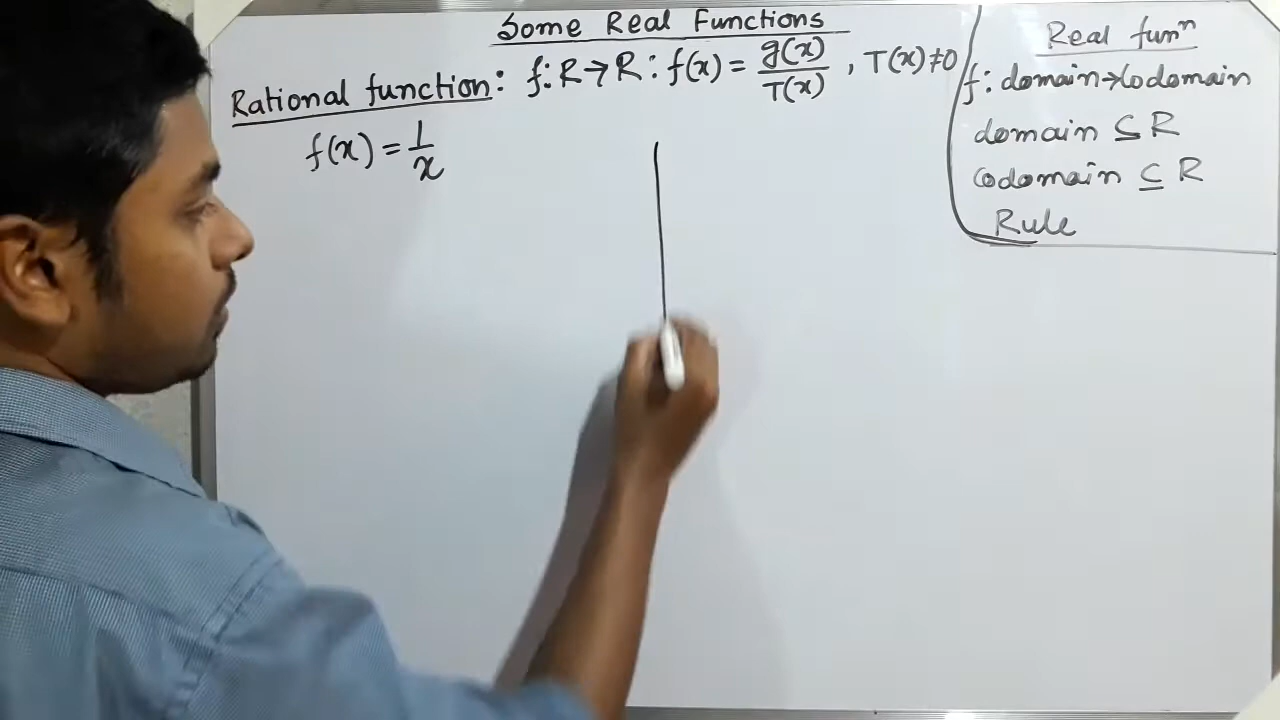 Some Real Functions
Rational function: f: R → R : f(x) = g(x)/T(x), T(x) ≠ 0
f(x) = 1/x
Real funⁿ
f: domain → Codomain
domain ⊆ R
Codomain ⊆ R
Rule